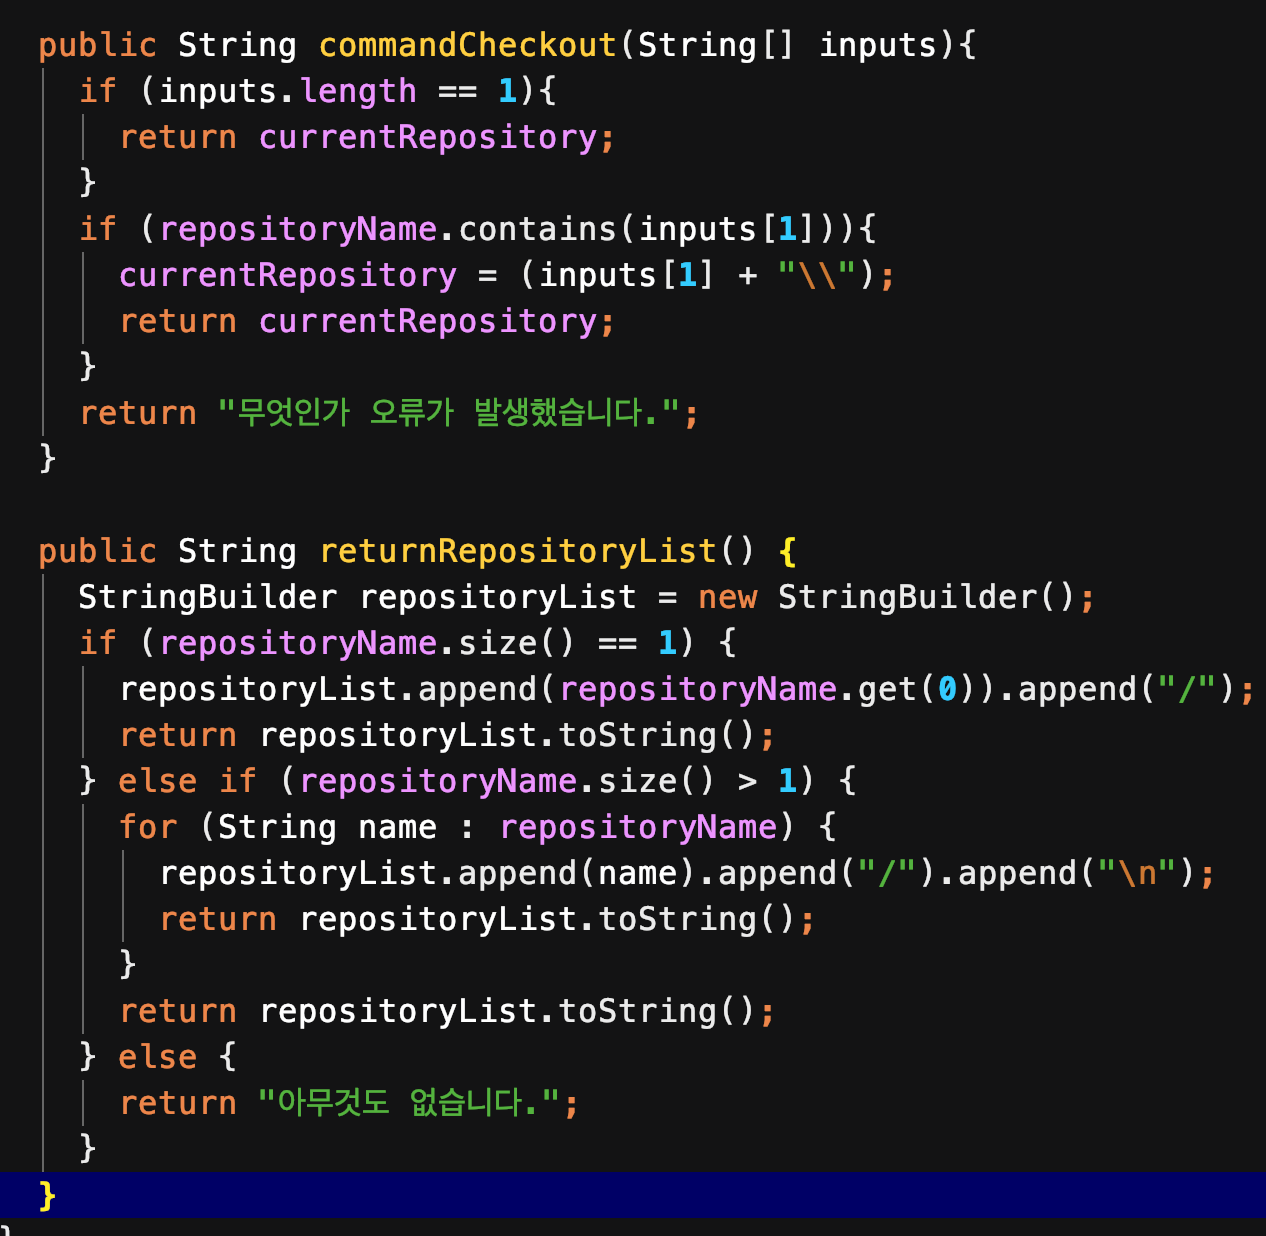 public String commandCheckout(String[] inputs){
  if (inputs.length == 1){
    return currentRepository;
  }
  if (repositoryName.contains(inputs[1])){
    currentRepository = (inputs[1] + "\\");
    return currentRepository;
  }
  return "무엇인가 오류가 발생했습니다.";
}

public String returnRepositoryList() {
  StringBuilder repositoryList = new StringBuilder();
  if (repositoryName.size() == 1) {
    repositoryList.append(repositoryName.get(0)).append("/");
    return repositoryList.toString();
  } else if (repositoryName.size() > 1) {
    for (String name : repositoryName) {
      repositoryList.append(name).append("/").append("\n");
      return repositoryList.toString();
    }
    return repositoryList.toString();
  } else {
    return "아무것도 없습니다.";
  }
}
}